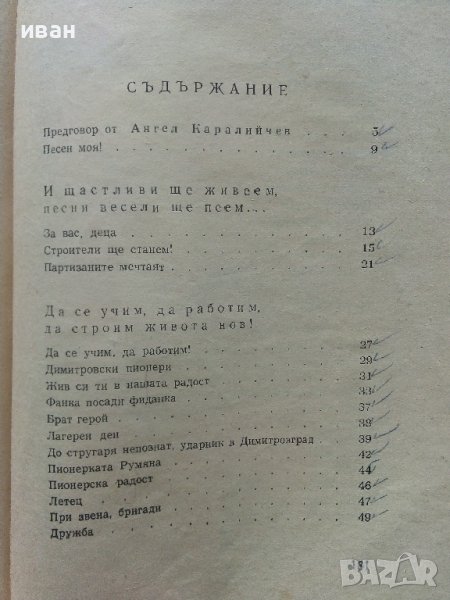 иван
СЪДЪРЖАНИЕ
Предговор от Ангел Каралийчев . . . 5
Песен моя! . . . . . . . . . 9
И щастливи ще живеем,
песни весели ще пеем...
За вас, деца . . . . . . . . 13
Строители ще станем! . . . . . . 15
Партизаните мечтаят . . . . . . 21
Да се учим, да работим,
да строим живота нов!
Да се учим, да работим! . . . . . 27
Димитровски пионери . . . . . . 29
Жив си ти в нашата радост . . . . . 31
Фанка посади фиданка . . . . . . 33
Брат герой . . . . . . . . 37
Лагерен ден . . . . . . . . 38
До стругаря непознат, ударник в Димитровград 39
Пионерката Румяна . . . . . . 42
Пионерска радост . . . . . . 44
Летец . . . . . . . . . 46
При звена, бригади . . . . . . 47
Дружба . . . . . . . . . 49
BAZAR